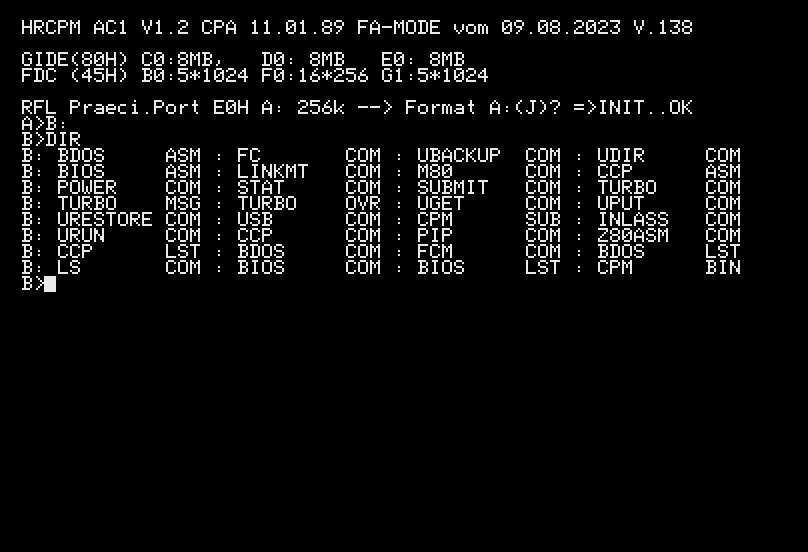 HRCPM AC1 V1.2 CPA 11.01.89 FA-MODE vom 09.08.2023 V.138
GIDE(80H) C0:8MB,   D0: 8MB   E0: 8MB
FDC (45H) B0:5*1024 F0:16*256 G1:5*1024
RFL Praeci.Port E0H A: 256k --> Format A:(J)? =>INIT..OK
A>B:
B>DIR
B: BDOS     ASM : FC       COM : UBACKUP  COM : UDIR     COM
B: BIOS     ASM : LINKMT   COM : M80      COM : CCP      ASM
B: POWER    COM : STAT     COM : SUBMIT   COM : TURBO    COM
B: TURBO    MSG : TURBO    OVR : UGET     COM : UPUT     COM
B: URESTORE COM : USB      COM : CPM      SUB : INLASS   COM
B: URUN     COM : CCP      COM : PIP      COM : Z80ASM   COM
B: CCP      LST : BDOS     COM : FCM      COM : BDOS     LST
B: LS       COM : BIOS     COM : BIOS     LST : CPM      BIN
B>